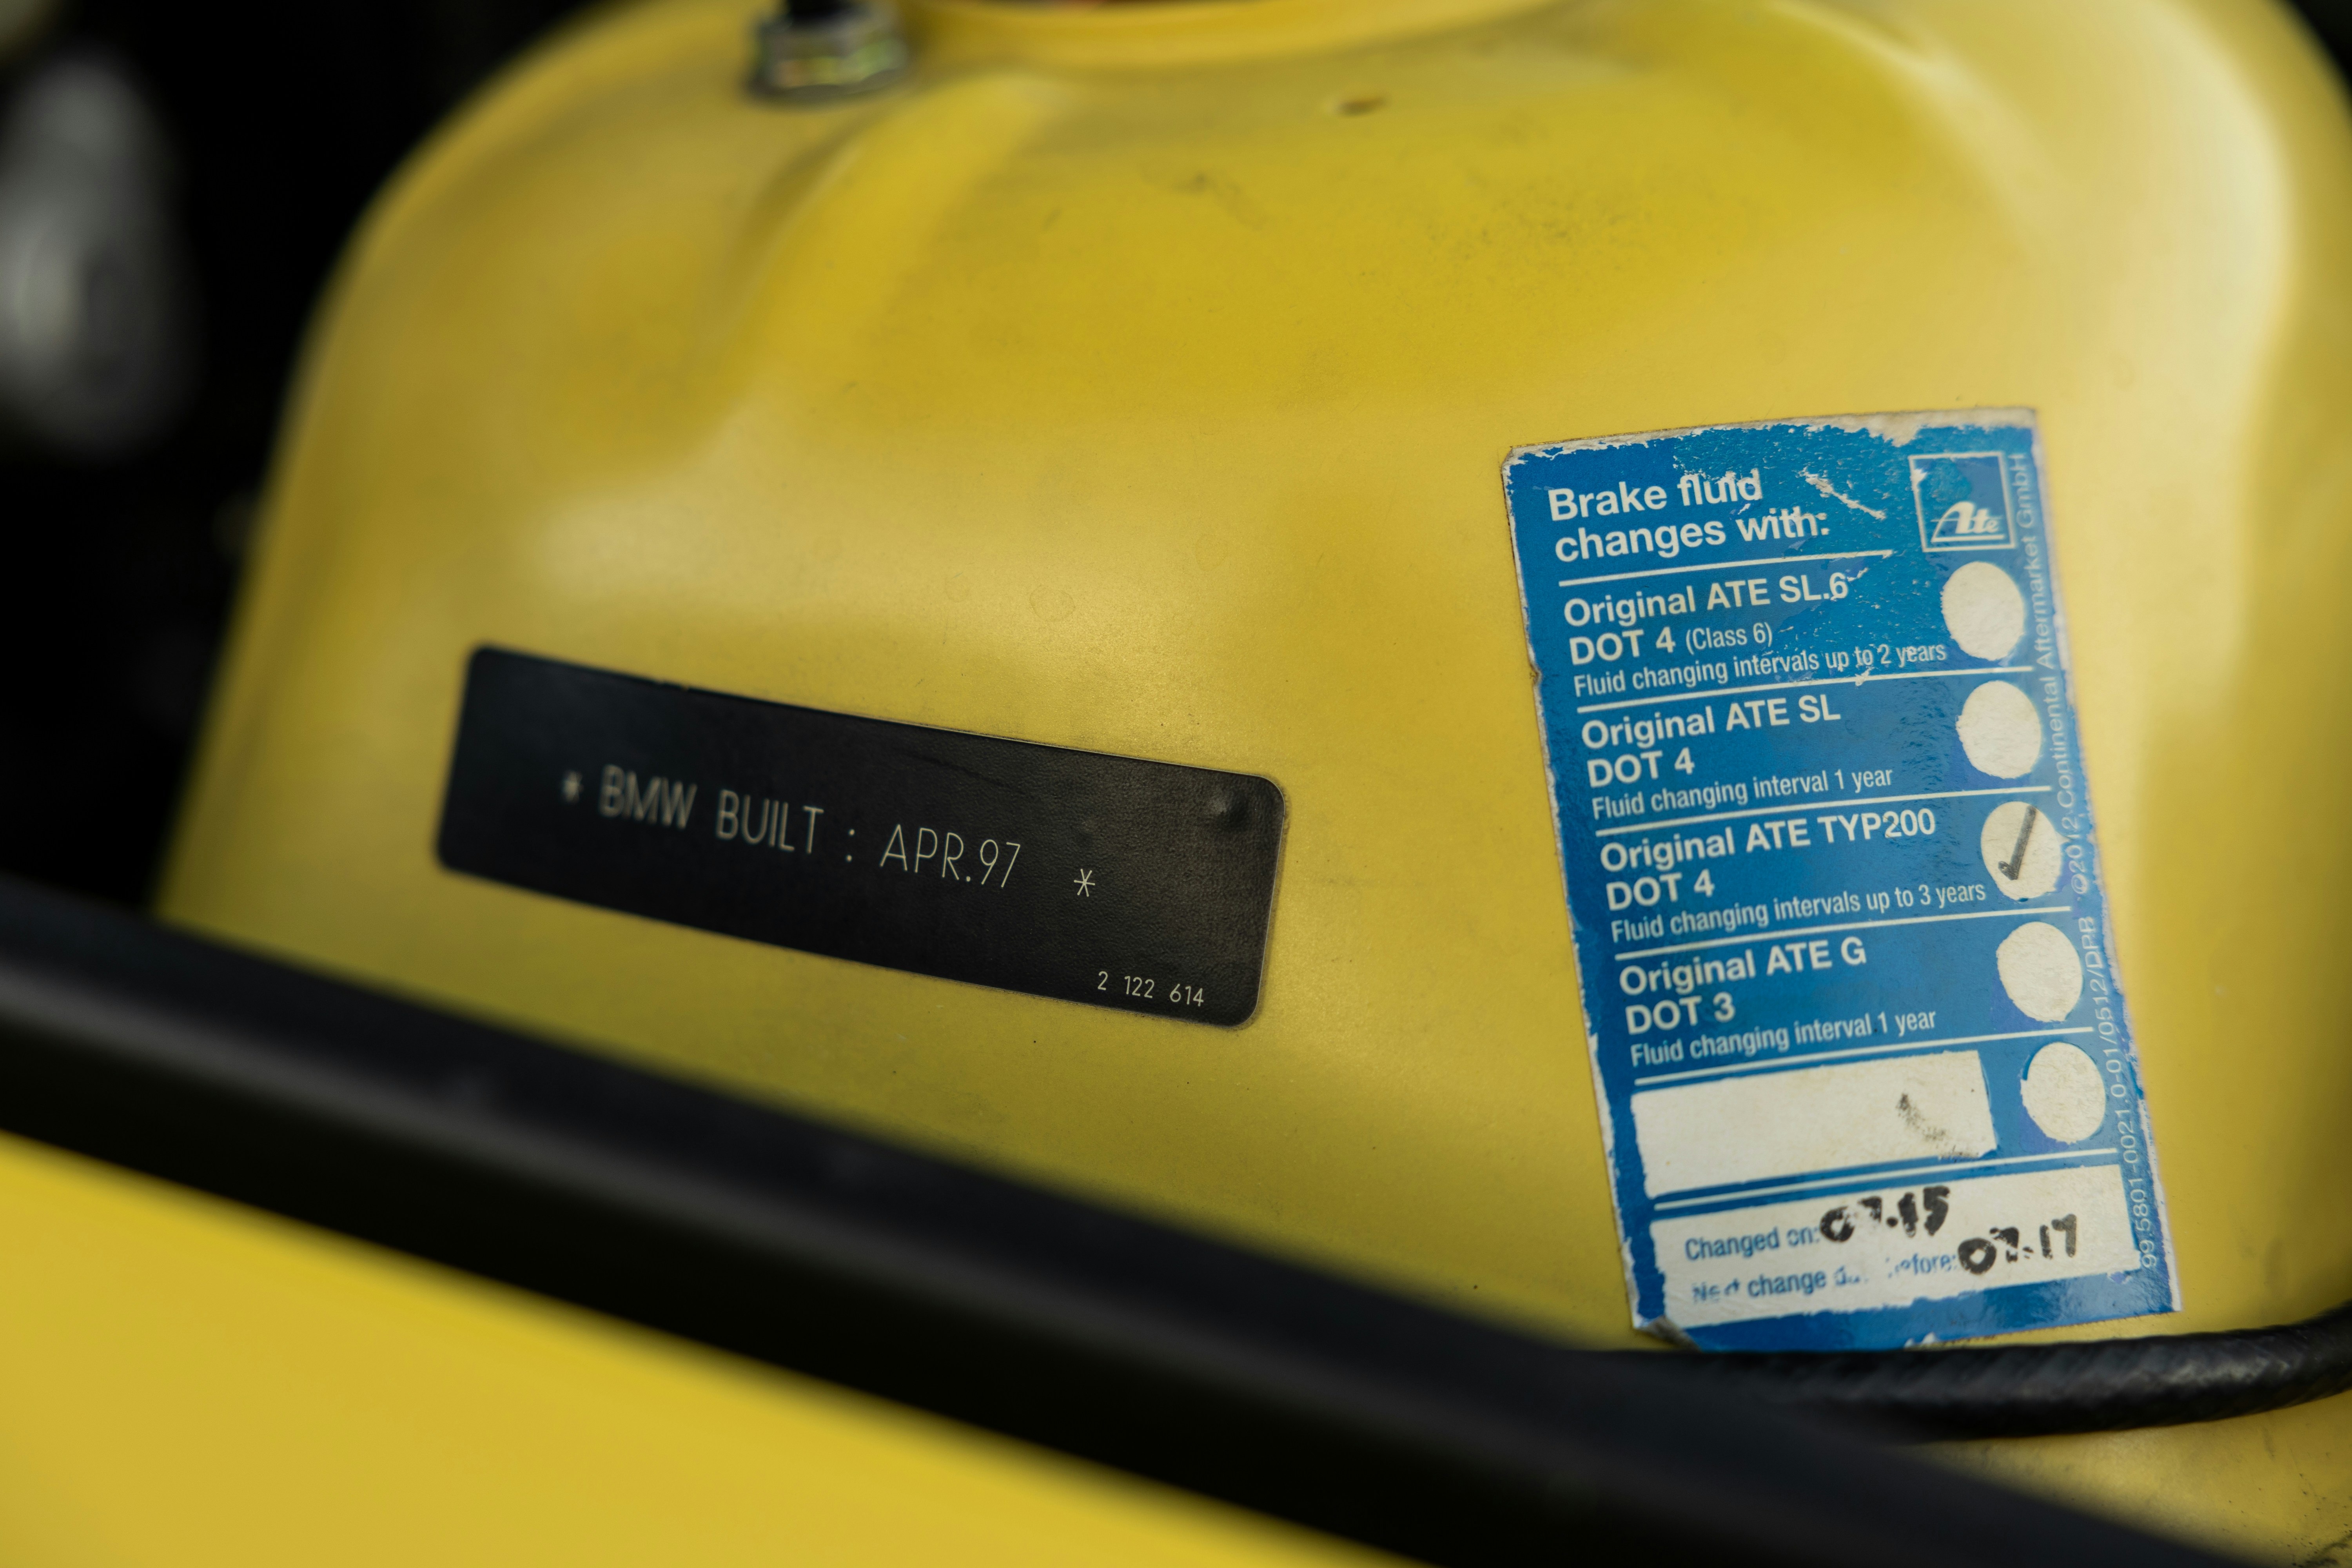 * BMW BUILT : APR.97 *
2 122 614
Brake fluid
changes with:
Ate
Original ATE SL.6
DOT 4 (Class 6)
Fluid changing intervals up to 2 years
Original ATE SL
DOT 4
Fluid changing interval 1 year
Original ATE TYP200
DOT 4
Fluid changing intervals up to 3 years
Original ATE G
DOT 3
Fluid changing interval 1 year
Changed on: 07.15
Next change before: 07.17
99.5801-0021.0-01/0512/DPB ©2012 Continental Aftermarket GmbH